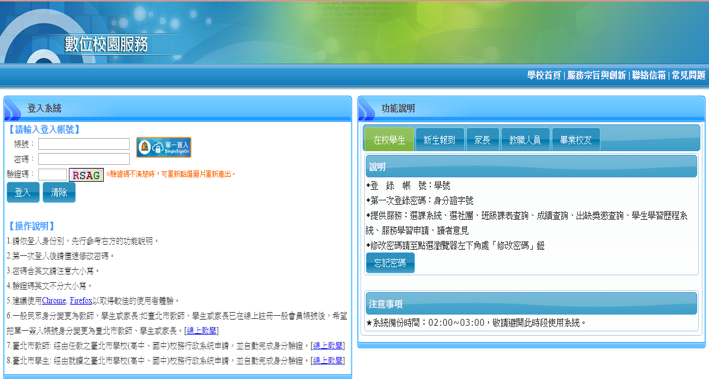 數位校園服務
學校首頁 | 服務宗旨與創新 | 聯絡信箱 | 常見問題
登入系統
【請輸入登入帳號】
帳號：
單一簽入
SingleSignOn
密碼：
驗證碼： RSAG ※驗證碼不清楚時，可重新點選圖片重新產出。
登入 清除
【操作說明】
1.請依登入身份別，先行參考右方的功能說明。
2.第一次登入後請儘速修改密碼。
3.密碼含英文請注意大小寫。
4.驗證碼英文不分大小寫。
5.建議使用Chrome, Firefox以取得較佳的使用者體驗。
6.一般民眾身分變更為教師、學生或家長:如臺北市教師、學生或家長已在線上註冊一般會員帳號後，希望
把單一簽入帳號身分變更為臺北市教師、學生或家長。[線上教學]
7.臺北市教師: 經由任教之臺北市學校(高中、國中)校務行政系統申請，並自動完成身分驗證。[線上教學]
8.臺北市學生: 經由就讀之臺北市學校(高中、國中)校務行政系統申請，並自動完成身分驗證。[線上教學]
功能說明
在校學生 新生報到 家長 教職人員 畢業校友
說明
♦登 錄 帳 號：學號
♦第一次登錄密碼：身分證字號
♦提供服務：選課系統、選社團、班級課表查詢、成績查詢、出缺獎懲查詢、學生學習歷程系
統、服務學習申請、讀者意見
♦修改密碼請至點選瀏覽器左下角處「修改密碼」鈕
忘記密碼
注意事項
★系統備份時間：02:00~03:00，敬請避開此時段使用系統。